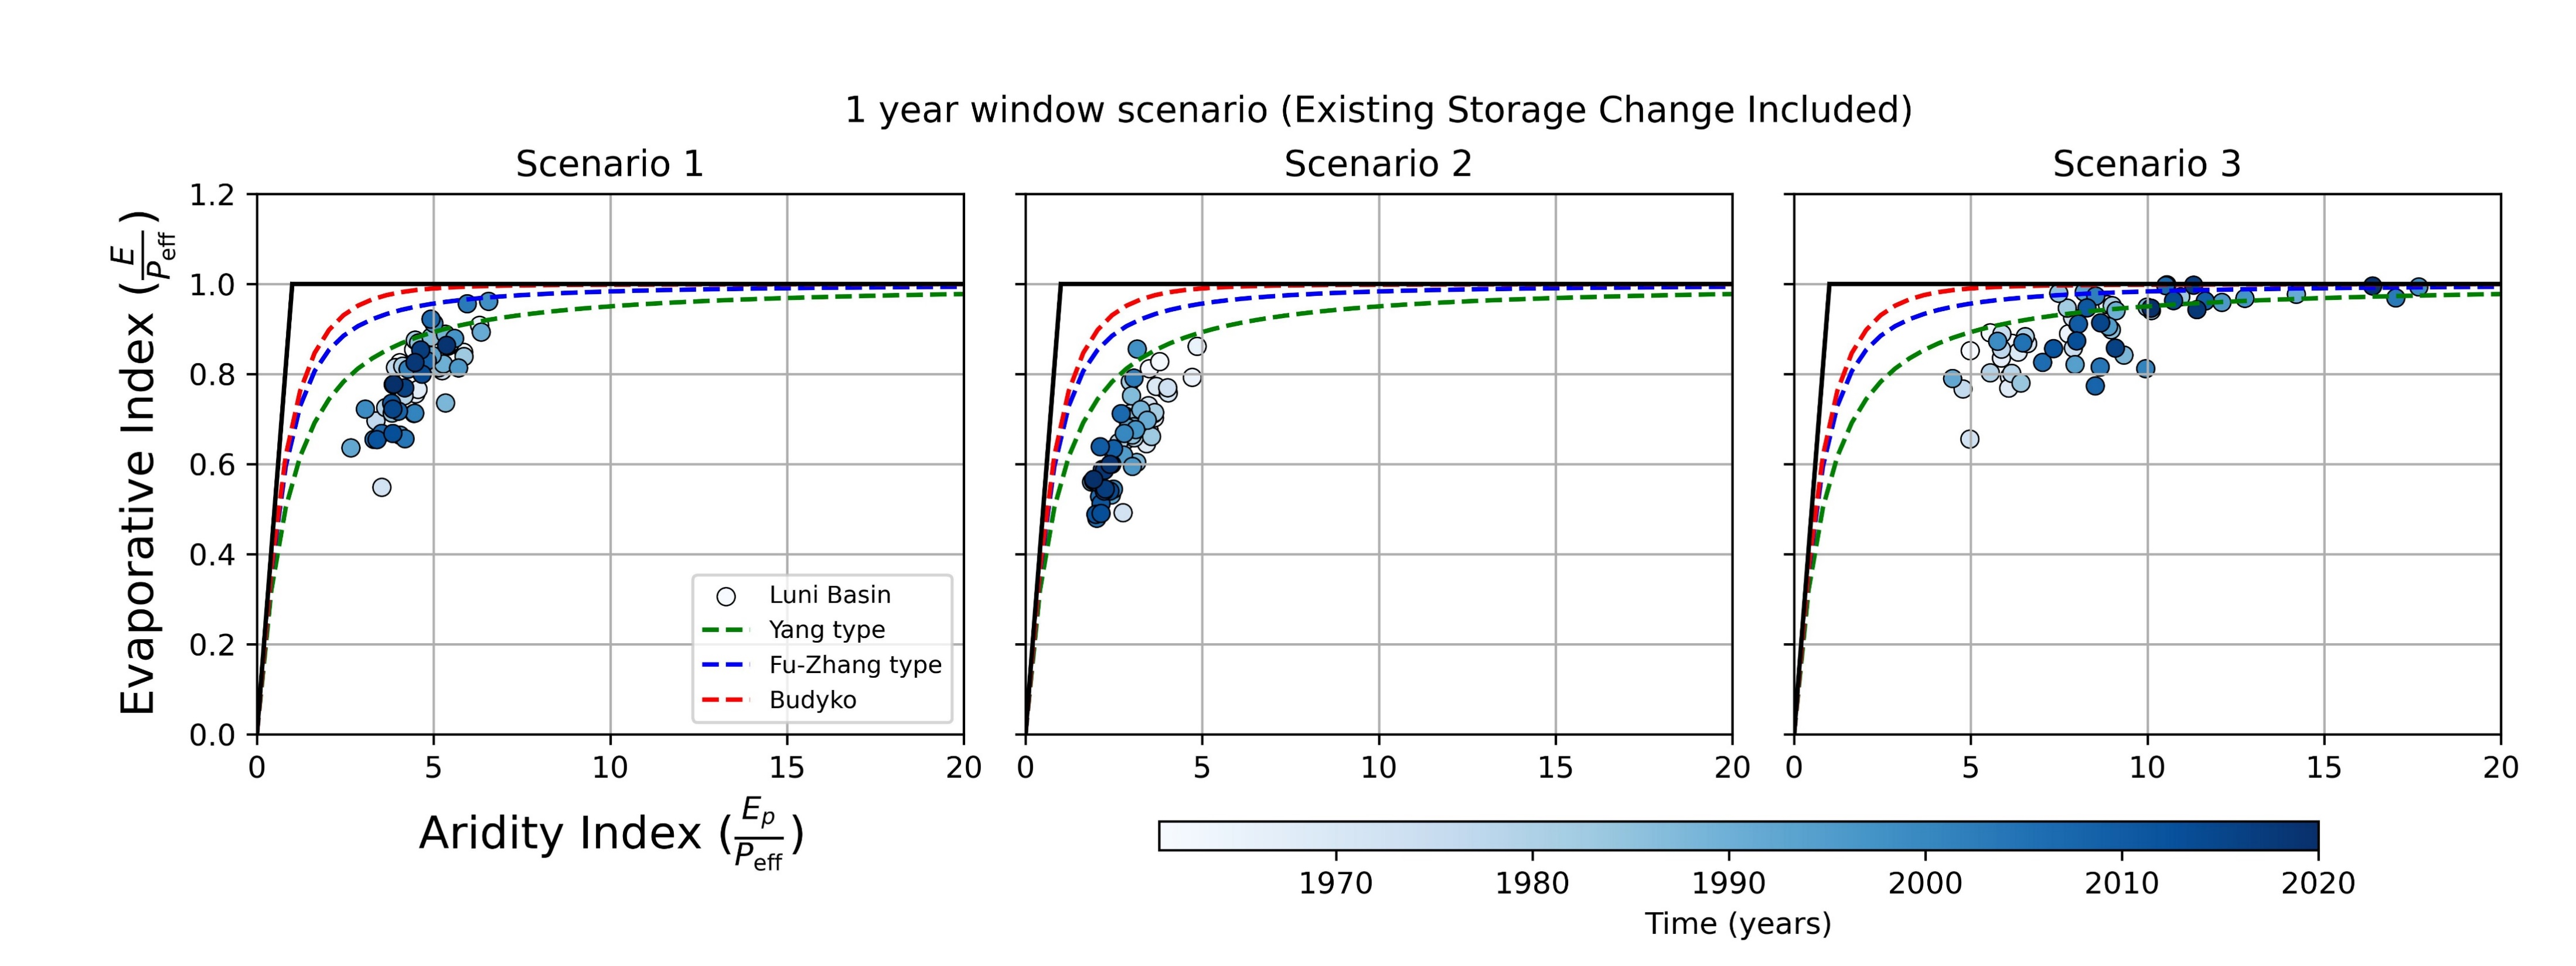 1 year window scenario (Existing Storage Change Included)
Scenario 1
Scenario 2
Scenario 3
Evaporative Index (E/P_eff)
1.2
1.0
0.8
0.6
0.4
0.2
0.0
Luni Basin
Yang type
Fu-Zhang type
Budyko
0 5 10 15 20
0 5 10 15 20
0 5 10 15 20
Aridity Index (E_p/P_eff)
1970 1980 1990 2000 2010 2020
Time (years)